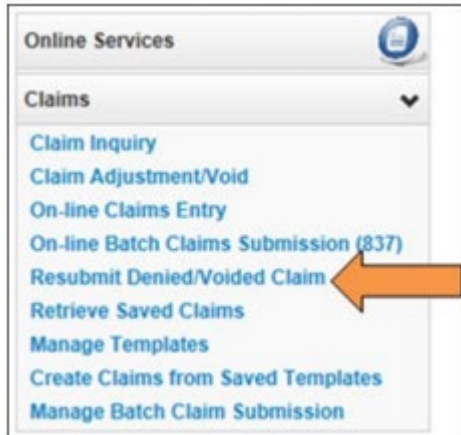 Online Services
Claims
Claim Inquiry
Claim Adjustment/Void
On-line Claims Entry
On-line Batch Claims Submission (837)
Resubmit Denied/Voided Claim
Retrieve Saved Claims
Manage Templates
Create Claims from Saved Templates
Manage Batch Claim Submission